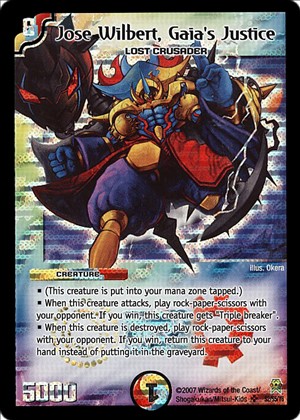 8
Jose Wilbert, Gaia's Justice
LOST CRUSADER
Illus. Okera
CREATURE
▪ (This creature is put into your mana zone tapped.)
▪ When this creature attacks, play rock-paper-scissors with
your opponent. If you win, this creature gets "Triple breaker".
▪ When this creature is destroyed, play rock-paper-scissors
with your opponent. If you win, return this creature to your
hand instead of putting it in the graveyard.
5000
1
©2007 Wizards of the Coast/
Shogakukan/Mitsui-Kids